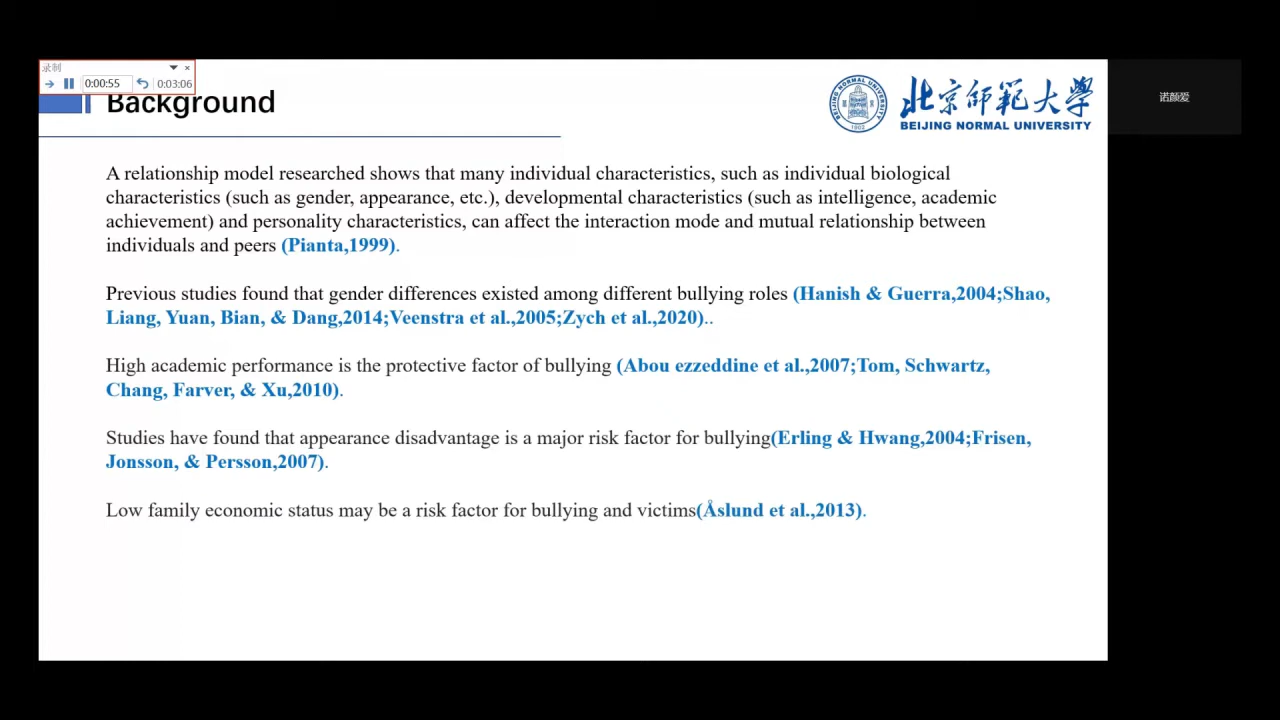 录制
0:00:55
0:03:06
Background
BEIJING NORMAL UNIVERSITY
1902
北京师范大学
BEIJING NORMAL UNIVERSITY
诺颜爱
A relationship model researched shows that many individual characteristics, such as individual biological
characteristics (such as gender, appearance, etc.), developmental characteristics (such as intelligence, academic
achievement) and personality characteristics, can affect the interaction mode and mutual relationship between
individuals and peers (Pianta,1999).
Previous studies found that gender differences existed among different bullying roles (Hanish & Guerra,2004;Shao,
Liang, Yuan, Bian, & Dang,2014;Veenstra et al.,2005;Zych et al.,2020)..
High academic performance is the protective factor of bullying (Abou ezzeddine et al.,2007;Tom, Schwartz,
Chang, Farver, & Xu,2010).
Studies have found that appearance disadvantage is a major risk factor for bullying(Erling & Hwang,2004;Frisen,
Jonsson, & Persson,2007).
Low family economic status may be a risk factor for bullying and victims(Åslund et al.,2013).